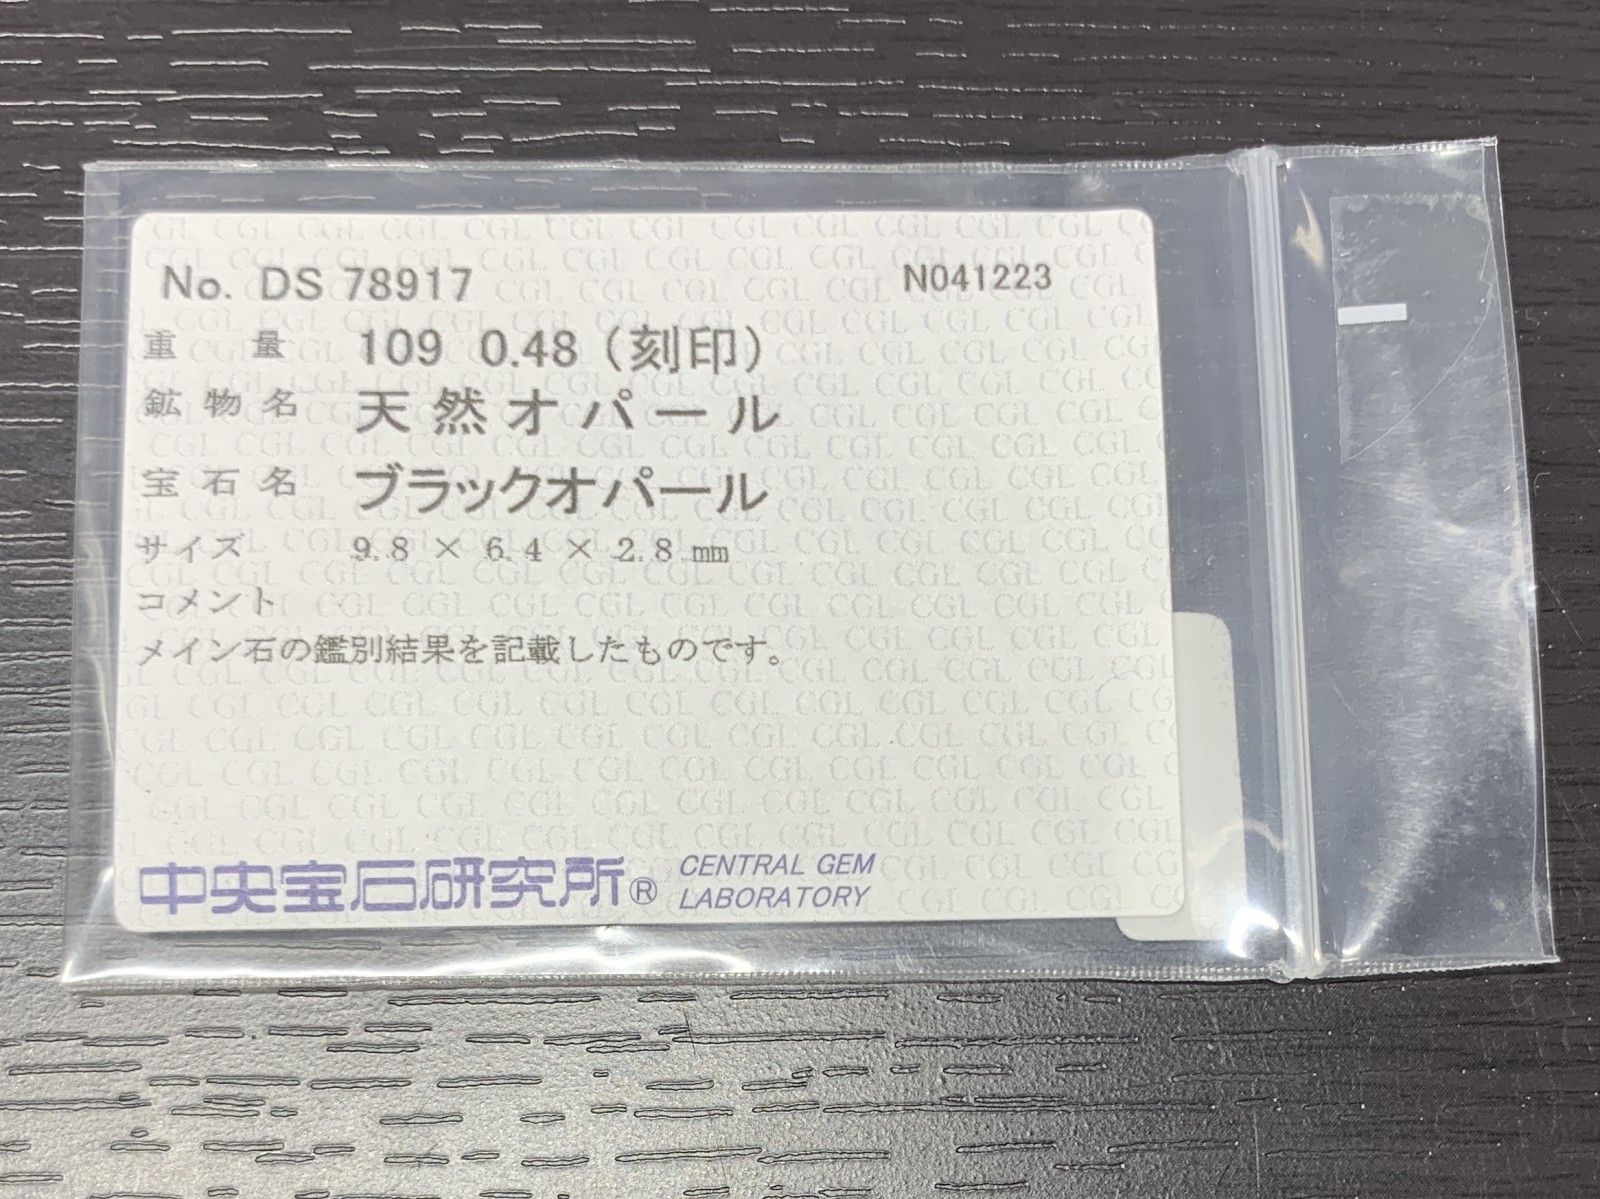 No. DS 78917 N041223
重量 109 0.48 (刻印)
鉱物名 天然オパール
宝石名 ブラックオパール
サイズ 9.8 × 6.4 × 2.8 mm
コメント
メイン石の鑑別結果を記載したものです。
中央宝石研究所® CENTRAL GEM
LABORATORY